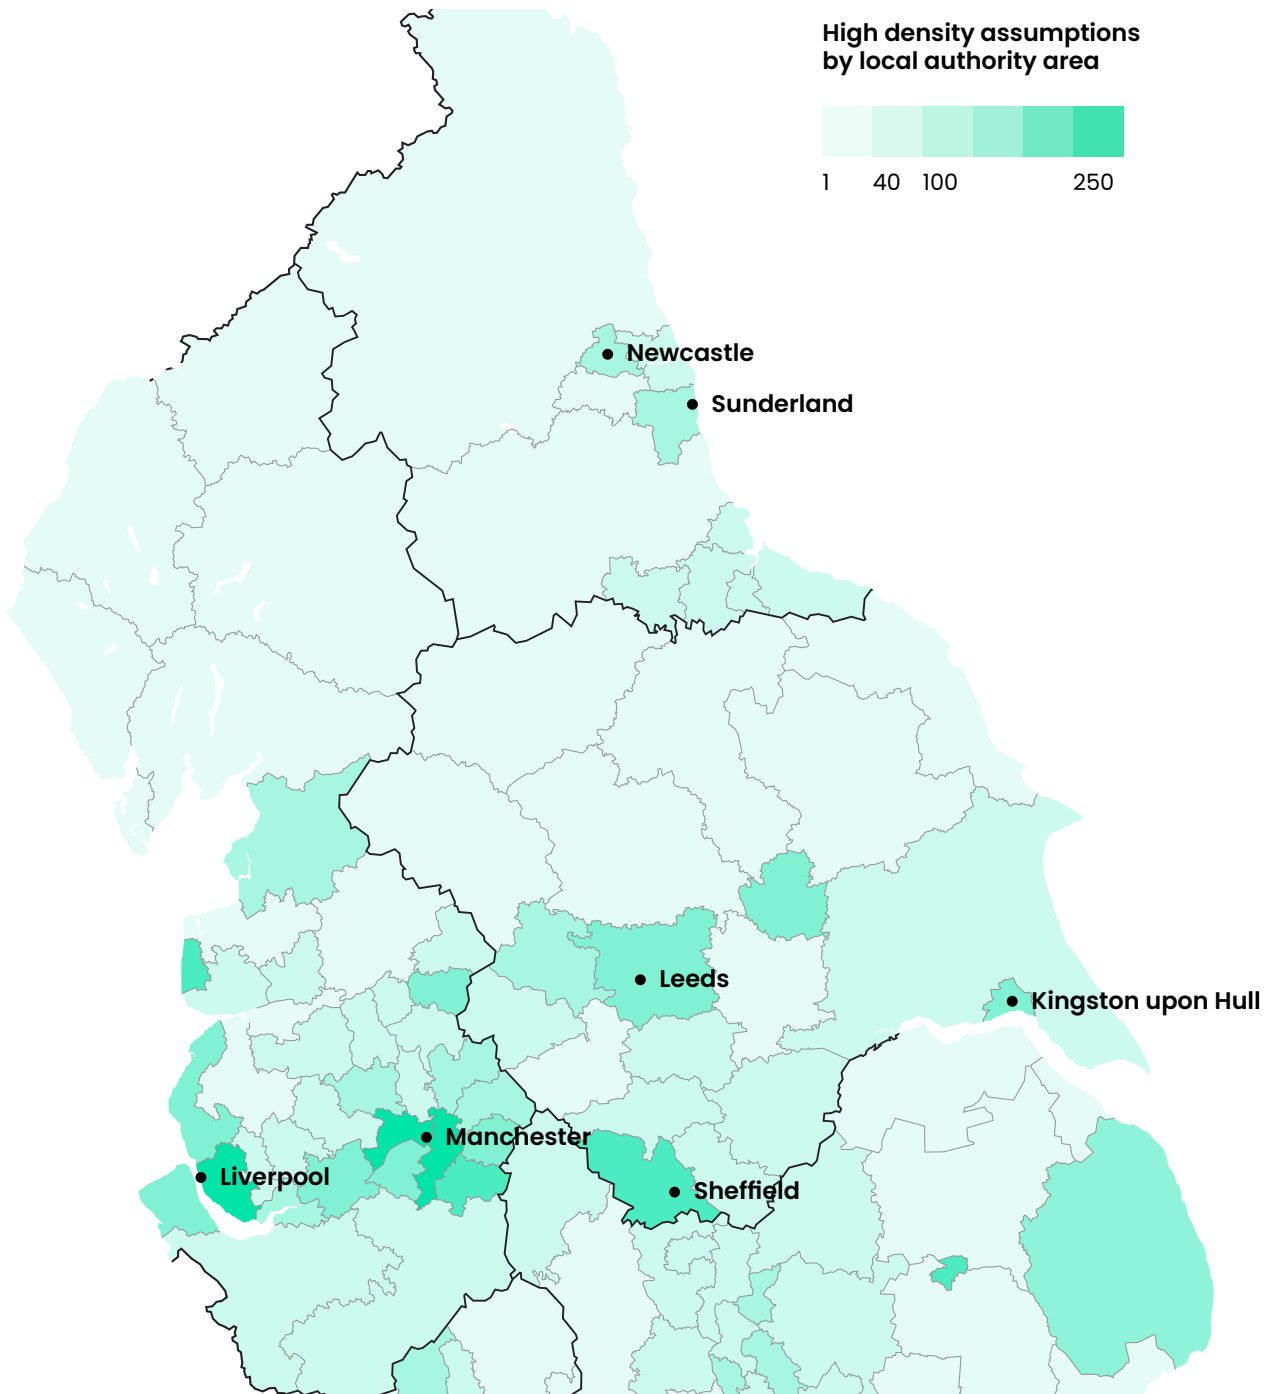 High density assumptions
by local authority area
1 40 100 250
Newcastle
Sunderland
Leeds
Kingston upon Hull
Manchester
Liverpool
Sheffield